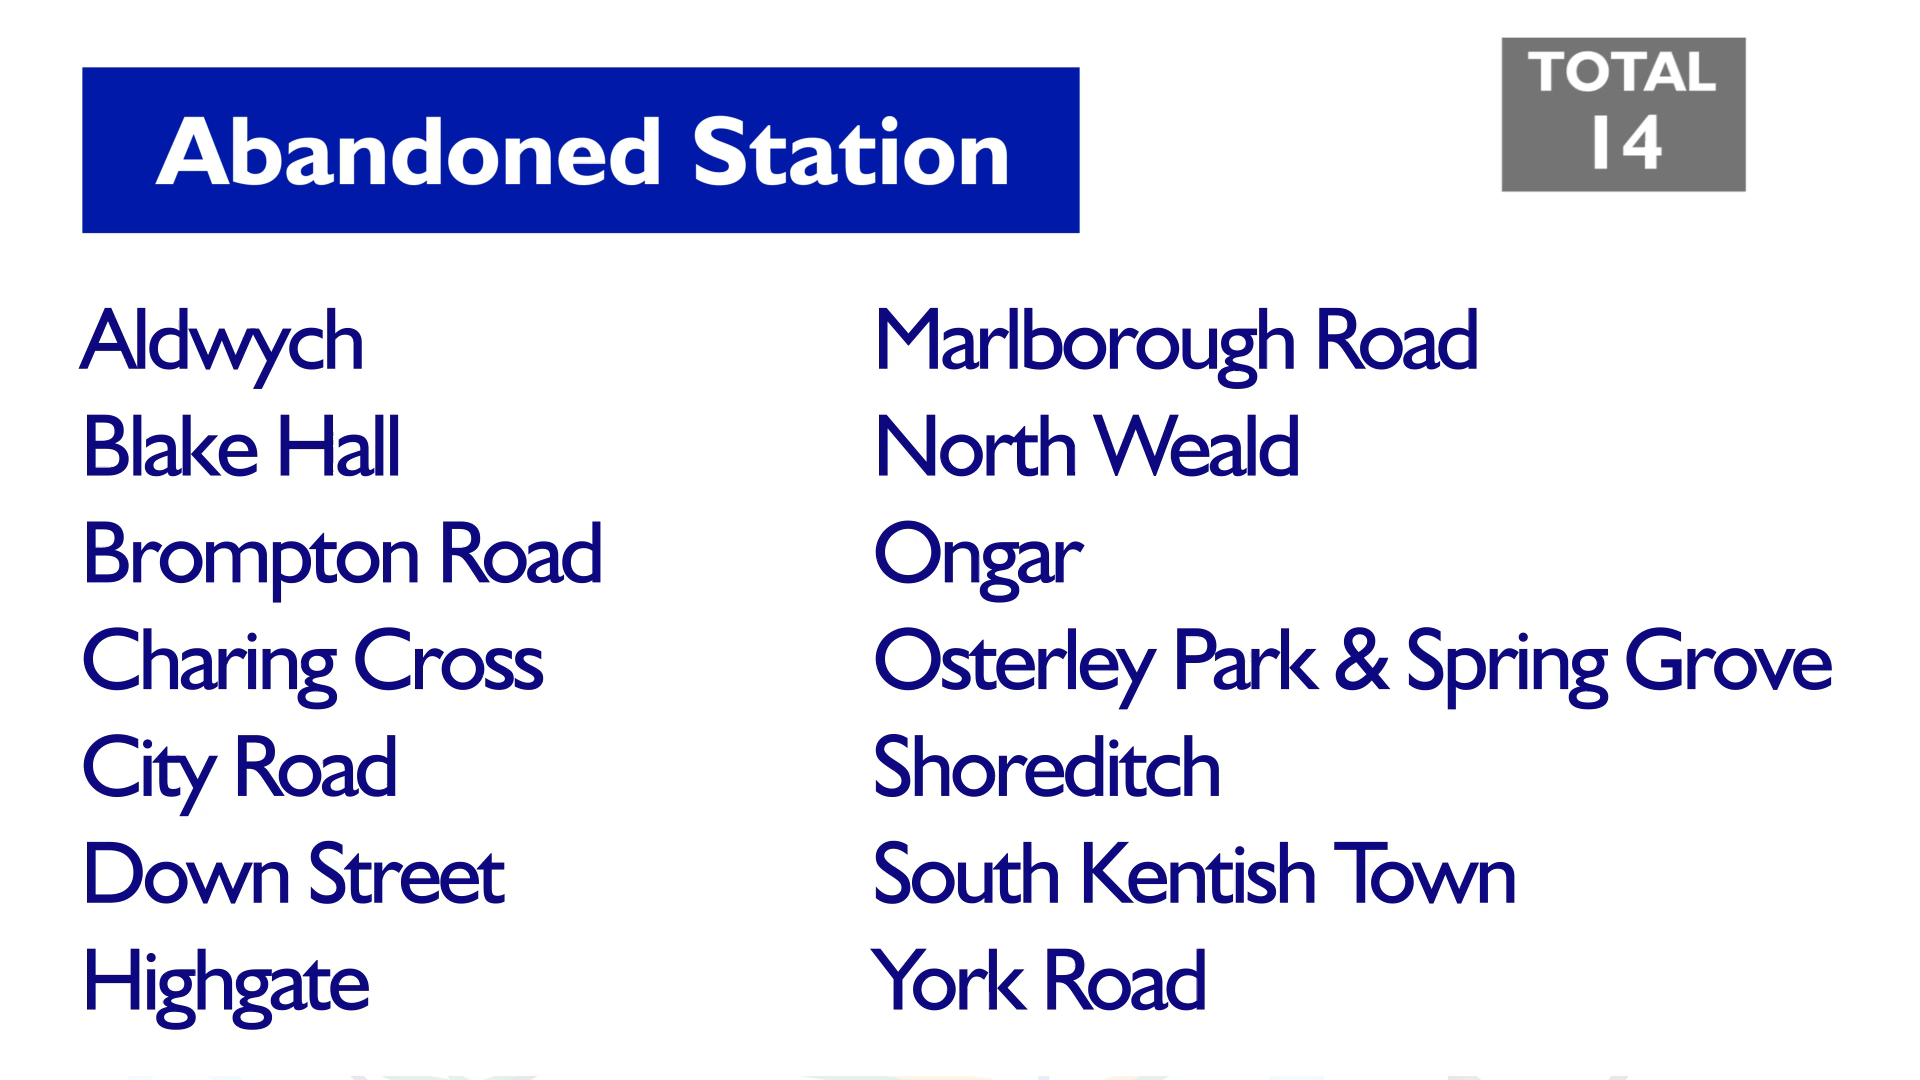 Abandoned Station
TOTAL
14
Aldwych
Blake Hall
Brompton Road
Charing Cross
City Road
Down Street
Highgate
Marlborough Road
North Weald
Ongar
Osterley Park & Spring Grove
Shoreditch
South Kentish Town
York Road